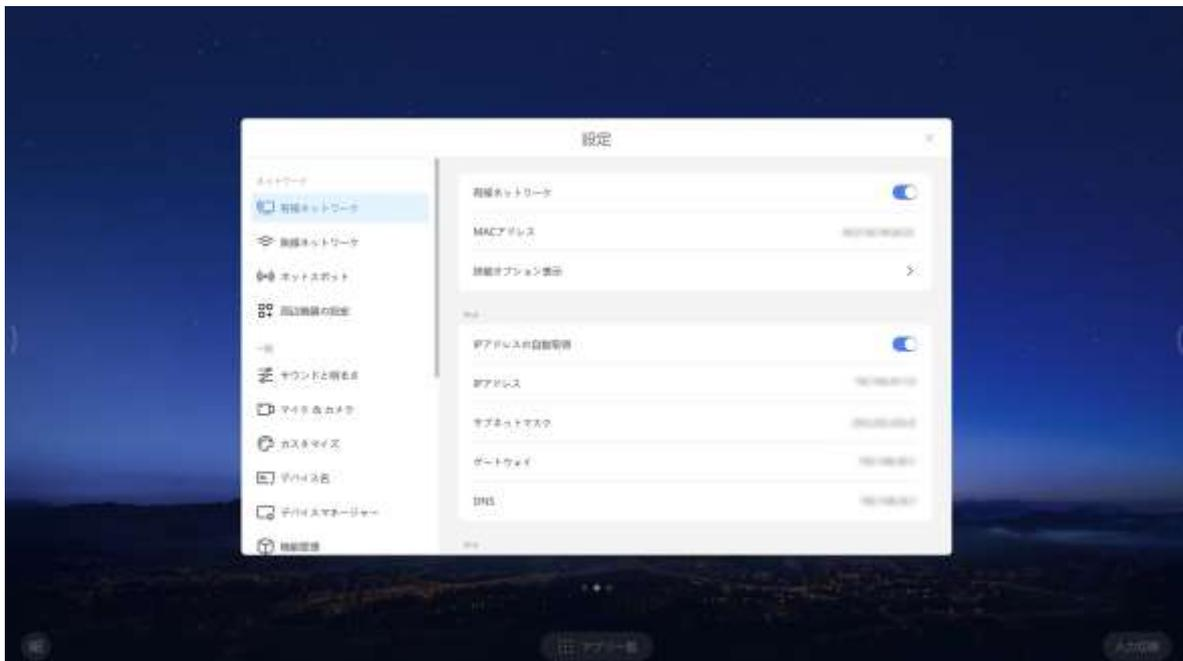 設定
ネットワーク
有線ネットワーク
無線ネットワーク
ホットスポット
周辺機器の設定
一般
サウンドと明るさ
マイク & カメラ
カスタマイズ
デバイス名
デバイスマネージャー
機能管理
有線ネットワーク
MACアドレス
詳細オプション表示
IPアドレスの自動取得
IPアドレス
サブネットマスク
ゲートウェイ
DNS
アプリ一覧
入力切替